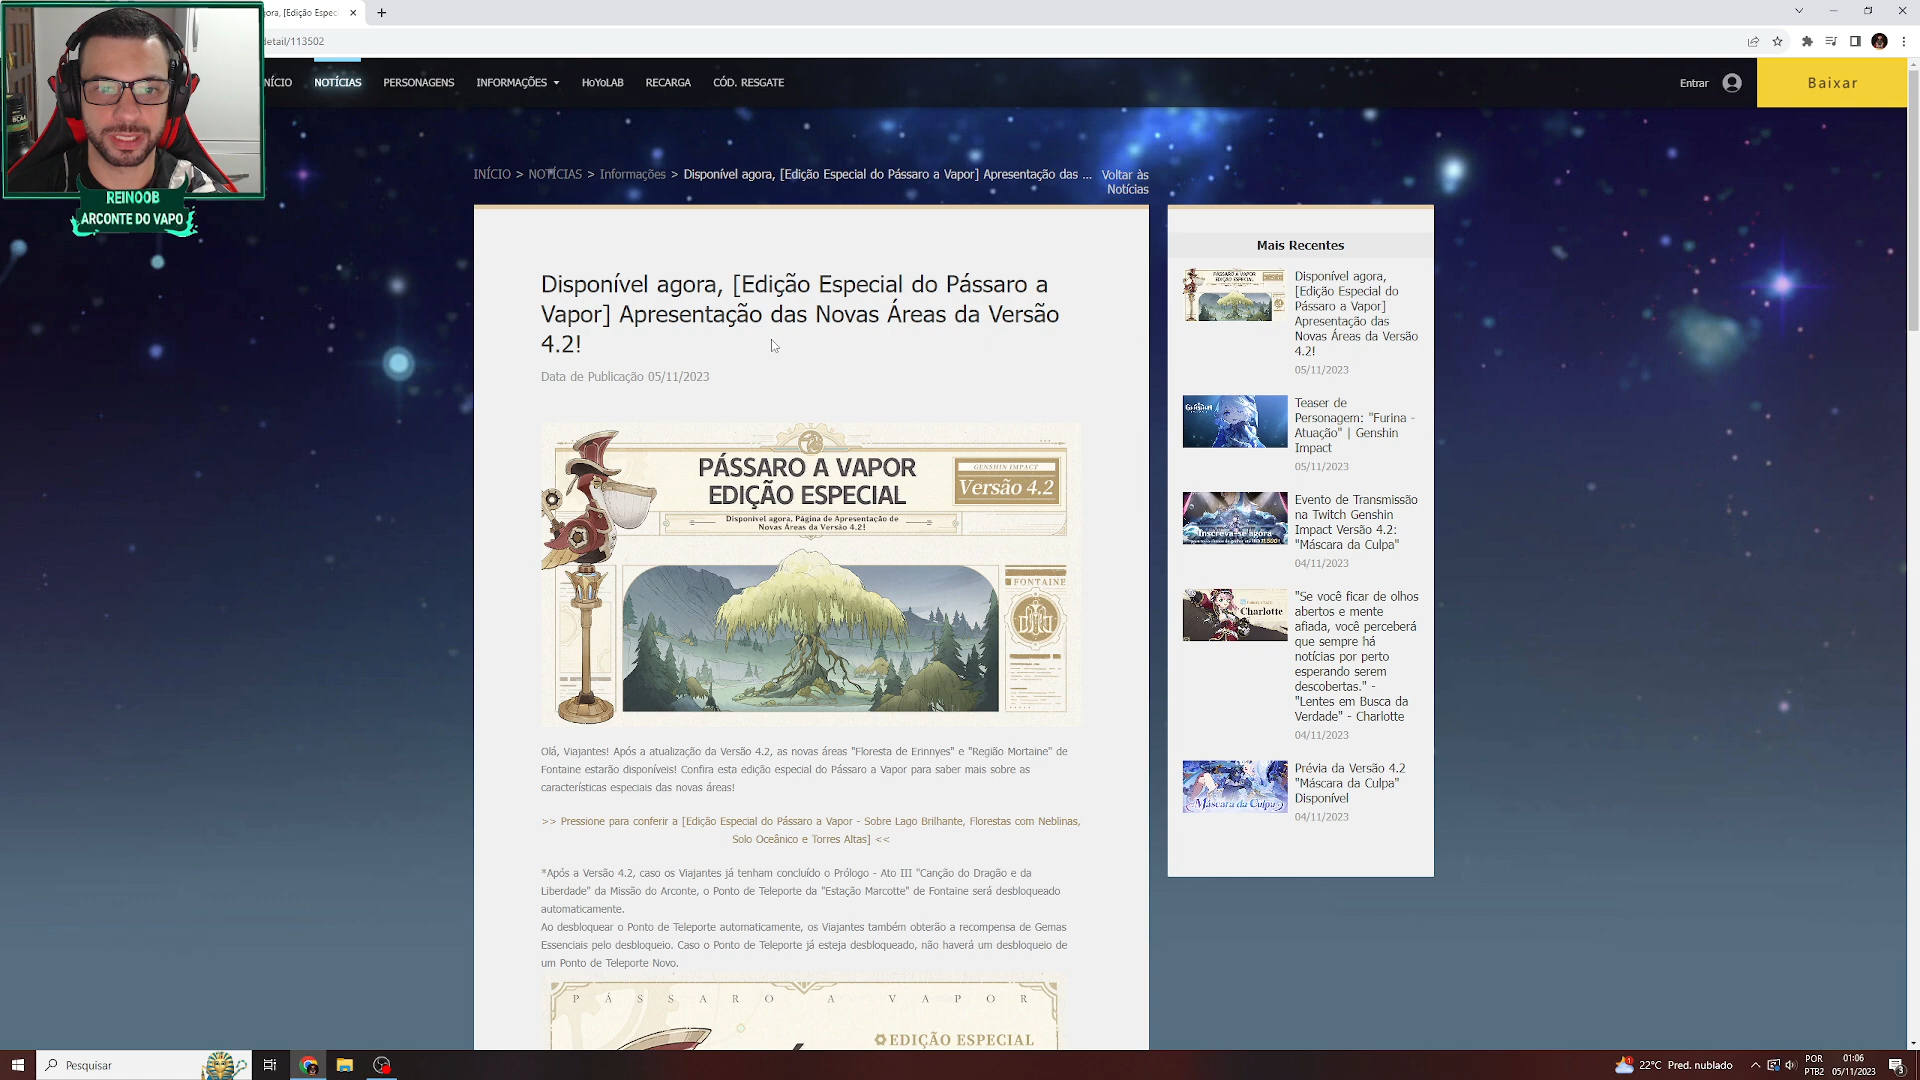 ora, [Edição Espec
detail/113502
NÍCIO
NOTÍCIAS
PERSONAGENS
INFORMAÇÕES
HoYoLAB
RECARGA
CÓD. RESGATE
Entrar
Baixar
REINOOB
ARCONTE DO VAPO
INÍCIO > NOTÍCIAS > Informações > Disponível agora, [Edição Especial do Pássaro a Vapor] Apresentação das ...
Voltar às
Notícias
Disponível agora, [Edição Especial do Pássaro a
Vapor] Apresentação das Novas Áreas da Versão
4.2!
Data de Publicação 05/11/2023
PÁSSARO A VAPOR
EDIÇÃO ESPECIAL
GENSHIN IMPACT
Versão 4.2
Disponível agora, Página de Apresentação de
Novas Áreas da Versão 4.2!
FONTAINE
Olá, Viajantes! Após a atualização da Versão 4.2, as novas áreas "Floresta de Erinnyes" e "Região Mortaine" de
Fontaine estarão disponíveis! Confira esta edição especial do Pássaro a Vapor para saber mais sobre as
características especiais das novas áreas!
>> Pressione para conferir a [Edição Especial do Pássaro a Vapor - Sobre Lago Brilhante, Florestas com Neblinas,
Solo Oceânico e Torres Altas] <<
*Após a Versão 4.2, caso os Viajantes já tenham concluído o Prólogo - Ato III "Canção do Dragão e da
Liberdade" da Missão do Arconte, o Ponto de Teleporte da "Estação Marcotte" de Fontaine será desbloqueado
automaticamente.
Ao desbloquear o Ponto de Teleporte automaticamente, os Viajantes também obterão a recompensa de Gemas
Essenciais pelo desbloqueio. Caso o Ponto de Teleporte já esteja desbloqueado, não haverá um desbloqueio de
um Ponto de Teleporte Novo.
PÁSSARO A VAPOR
EDIÇÃO ESPECIAL
Mais Recentes
Disponível agora,
[Edição Especial do
Pássaro a Vapor]
Apresentação das
Novas Áreas da Versão
4.2!
05/11/2023
Teaser de
Personagem: "Furina -
Atuação" | Genshin
Impact
05/11/2023
Inscreva-se agora
Evento de Transmissão
na Twitch Genshin
Impact Versão 4.2:
"Máscara da Culpa"
04/11/2023
Charlotte
"Se você ficar de olhos
abertos e mente
afiada, você perceberá
que sempre há
notícias por perto
esperando serem
descobertas." -
"Lentes em Busca da
Verdade" - Charlotte
04/11/2023
Máscara da Culpa
Prévia da Versão 4.2
"Máscara da Culpa"
Disponível
04/11/2023
Pesquisar
22°C Pred. nublado
POR
PTB2
01:06
05/11/2023